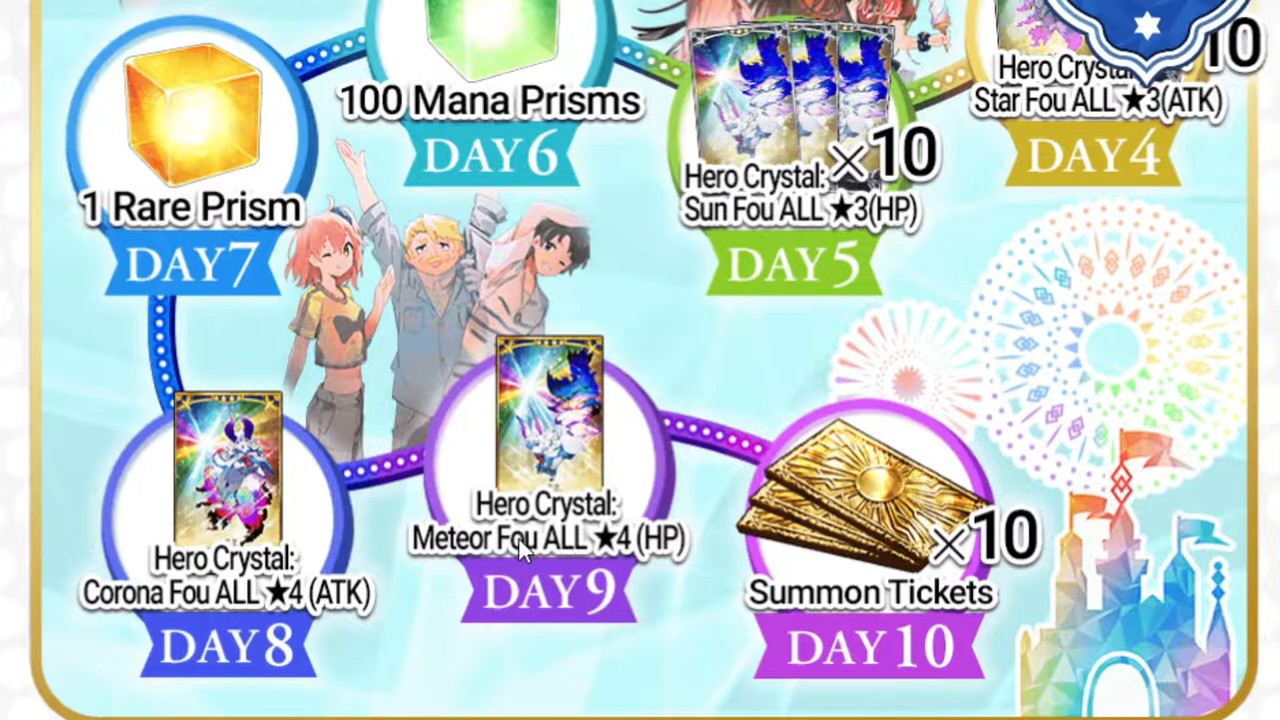 100 Mana Prisms
DAY6
×10
Hero Crystal:
Sun Fou ALL ★3(HP)
DAY5
10
Hero Crystal:
Star Fou ALL ★3(ATK)
DAY4
1 Rare Prism
DAY7
Hero Crystal:
Corona Fou ALL ★4 (ATK)
DAY8
Hero Crystal:
Meteor Fou ALL ★4 (HP)
DAY9
×10
Summon Tickets
DAY10